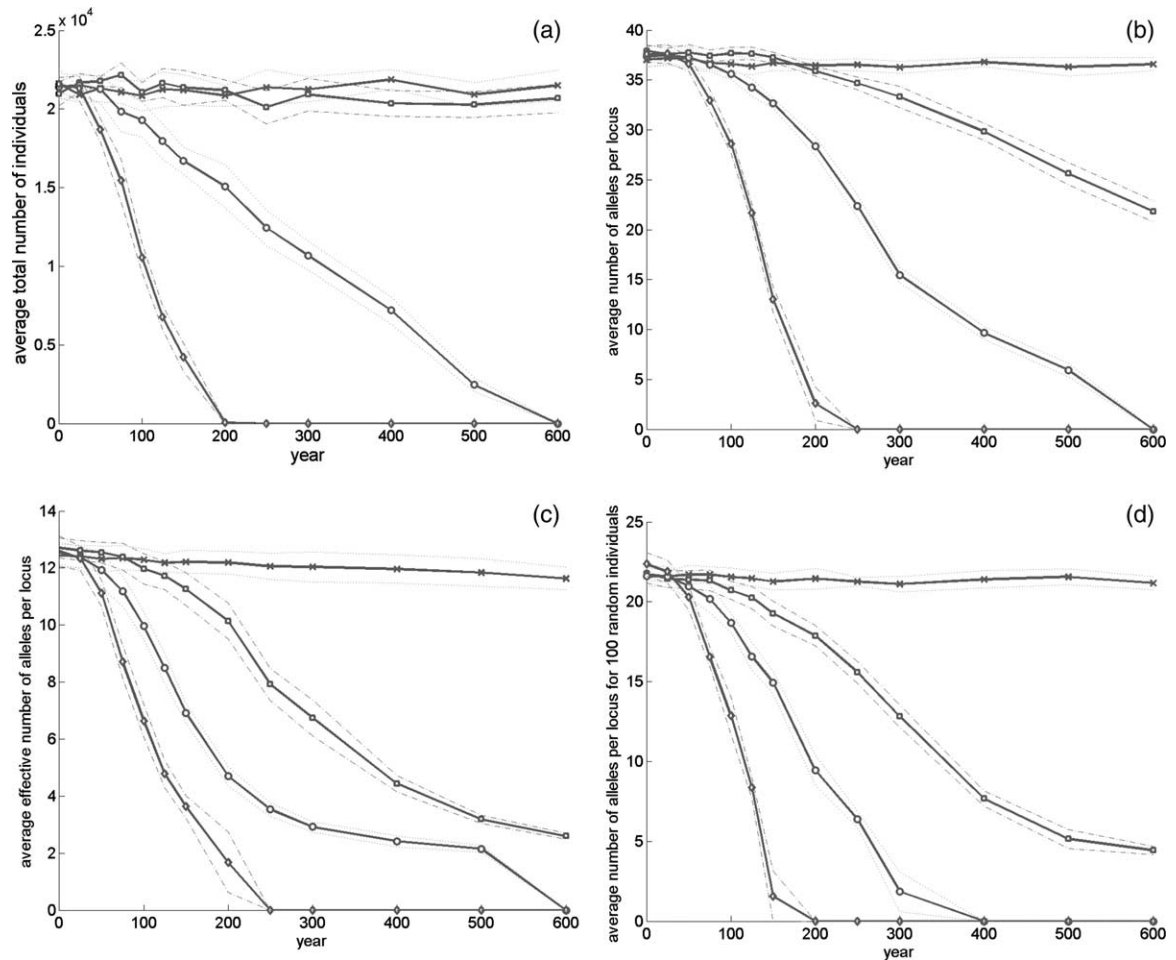 (a)
x 10⁴
2.5
2
1.5
1
0.5
0
average total number of individuals
0 100 200 300 400 500 600
year
(b)
40
35
30
25
20
15
10
5
0
average number of alleles per locus
0 100 200 300 400 500 600
year
(c)
14
12
10
8
6
4
2
0
average effective number of alleles per locus
0 100 200 300 400 500 600
year
(d)
25
20
15
10
5
0
average number of alleles per locus for 100 random individuals
0 100 200 300 400 500 600
year